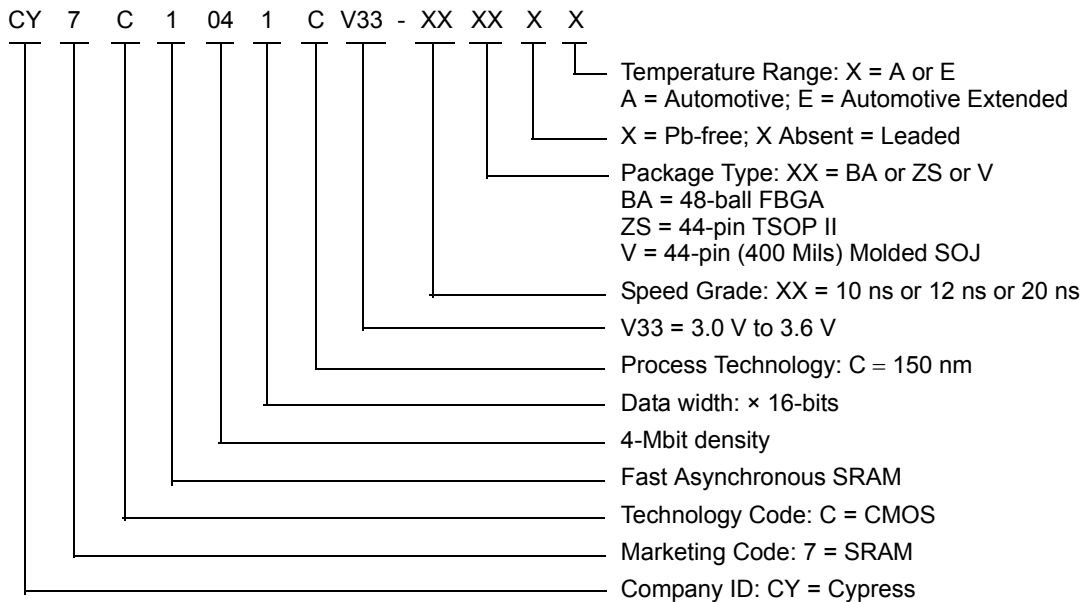 CY 7 C 1 04 1 C V33 - XX XX X X
Temperature Range: X = A or E
A = Automotive; E = Automotive Extended
X = Pb-free; X Absent = Leaded
Package Type: XX = BA or ZS or V
BA = 48-ball FBGA
ZS = 44-pin TSOP II
V = 44-pin (400 Mils) Molded SOJ
Speed Grade: XX = 10 ns or 12 ns or 20 ns
V33 = 3.0 V to 3.6 V
Process Technology: C = 150 nm
Data width: × 16-bits
4-Mbit density
Fast Asynchronous SRAM
Technology Code: C = CMOS
Marketing Code: 7 = SRAM
Company ID: CY = Cypress